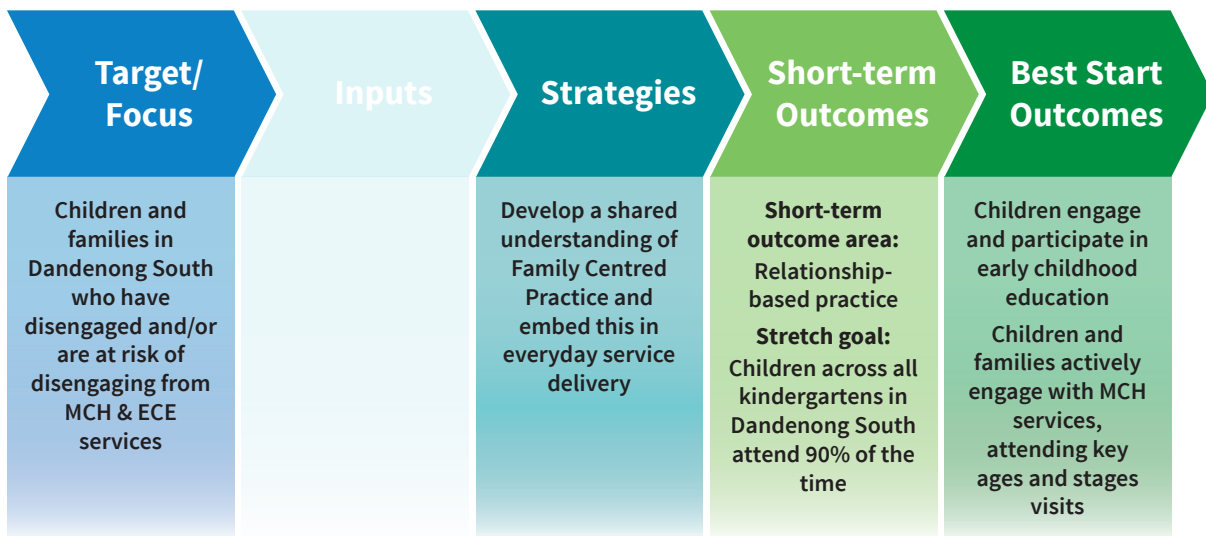 Target/
Focus
Inputs
Strategies
Short-term
Outcomes
Best Start
Outcomes
Children and
families in
Dandenong South
who have
disengaged and/or
are at risk of
disengaging from
MCH & ECE
services
Develop a shared
understanding of
Family Centred
Practice and
embed this in
everyday service
delivery
Short-term
outcome area:
Relationship-
based practice
Stretch goal:
Children across all
kindergartens in
Dandenong South
attend 90% of the
time
Children engage
and participate in
early childhood
education
Children and
families actively
engage with MCH
services,
attending key
ages and stages
visits